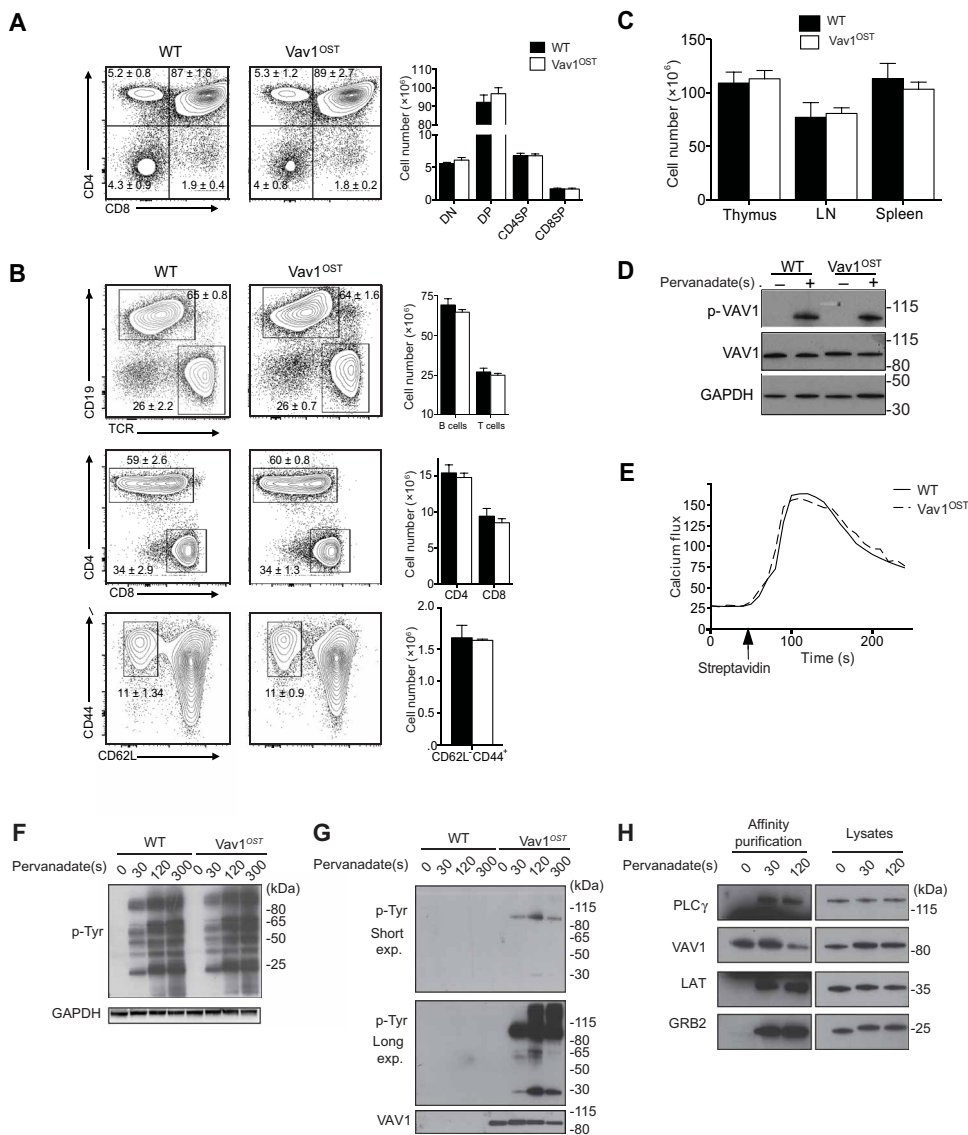 A
WT
Vav1OST
5.2 ± 0.8
87 ± 1.6
5.3 ± 1.2
89 ± 2.7
4.3 ± 0.9
1.9 ± 0.4
4 ± 0.8
1.8 ± 0.2
CD4
CD8
WT
Vav1OST
Cell number (×10⁶)
100
90
80
10
5
0
DN
DP
CD4SP
CD8SP
C
WT
Vav1OST
Cell number (×10⁶)
150
100
50
0
Thymus
LN
Spleen
B
WT
Vav1OST
65 ± 0.8
64 ± 1.6
26 ± 2.2
26 ± 0.7
CD19
TCR
Cell number (×10⁶)
75
25
10
B cells
T cells
59 ± 2.6
60 ± 0.8
34 ± 2.9
34 ± 1.3
CD4
CD8
Cell number (×10⁶)
15
10
5
0
CD4
CD8
11 ± 1.34
11 ± 0.9
CD44
CD62L
Cell number (×10⁶)
2.0
1.5
1.0
1.5
.0
CD62L⁻CD44⁺
D
WT
Vav1OST
Pervanadate(s) . – + – +
p-VAV1
-115
VAV1
-115
-80
GAPDH
-50
-30
E
WT
Vav1OST
Calcium flux
150
125
100
75
50
25
0
0
100
200
Time (s)
Streptavidin
F
WT
Vav1OST
Pervanadate(s) 0 30 120 300 0 30 120 300
(kDa)
p-Tyr
-80
-65
-50
-25
GAPDH
G
WT
Vav1OST
Pervanadate(s) 0 30 120 300 0 30 120 300
(kDa)
p-Tyr
Short
exp.
-115
-80
-65
-50
-30
p-Tyr
Long
exp.
-115
-80
-65
-50
-30
VAV1
-115
-80
H
Affinity
purification
Lysates
Pervanadate(s) 0 30 120 0 30 120
(kDa)
PLCγ
-115
VAV1
-80
LAT
-35
GRB2
-25